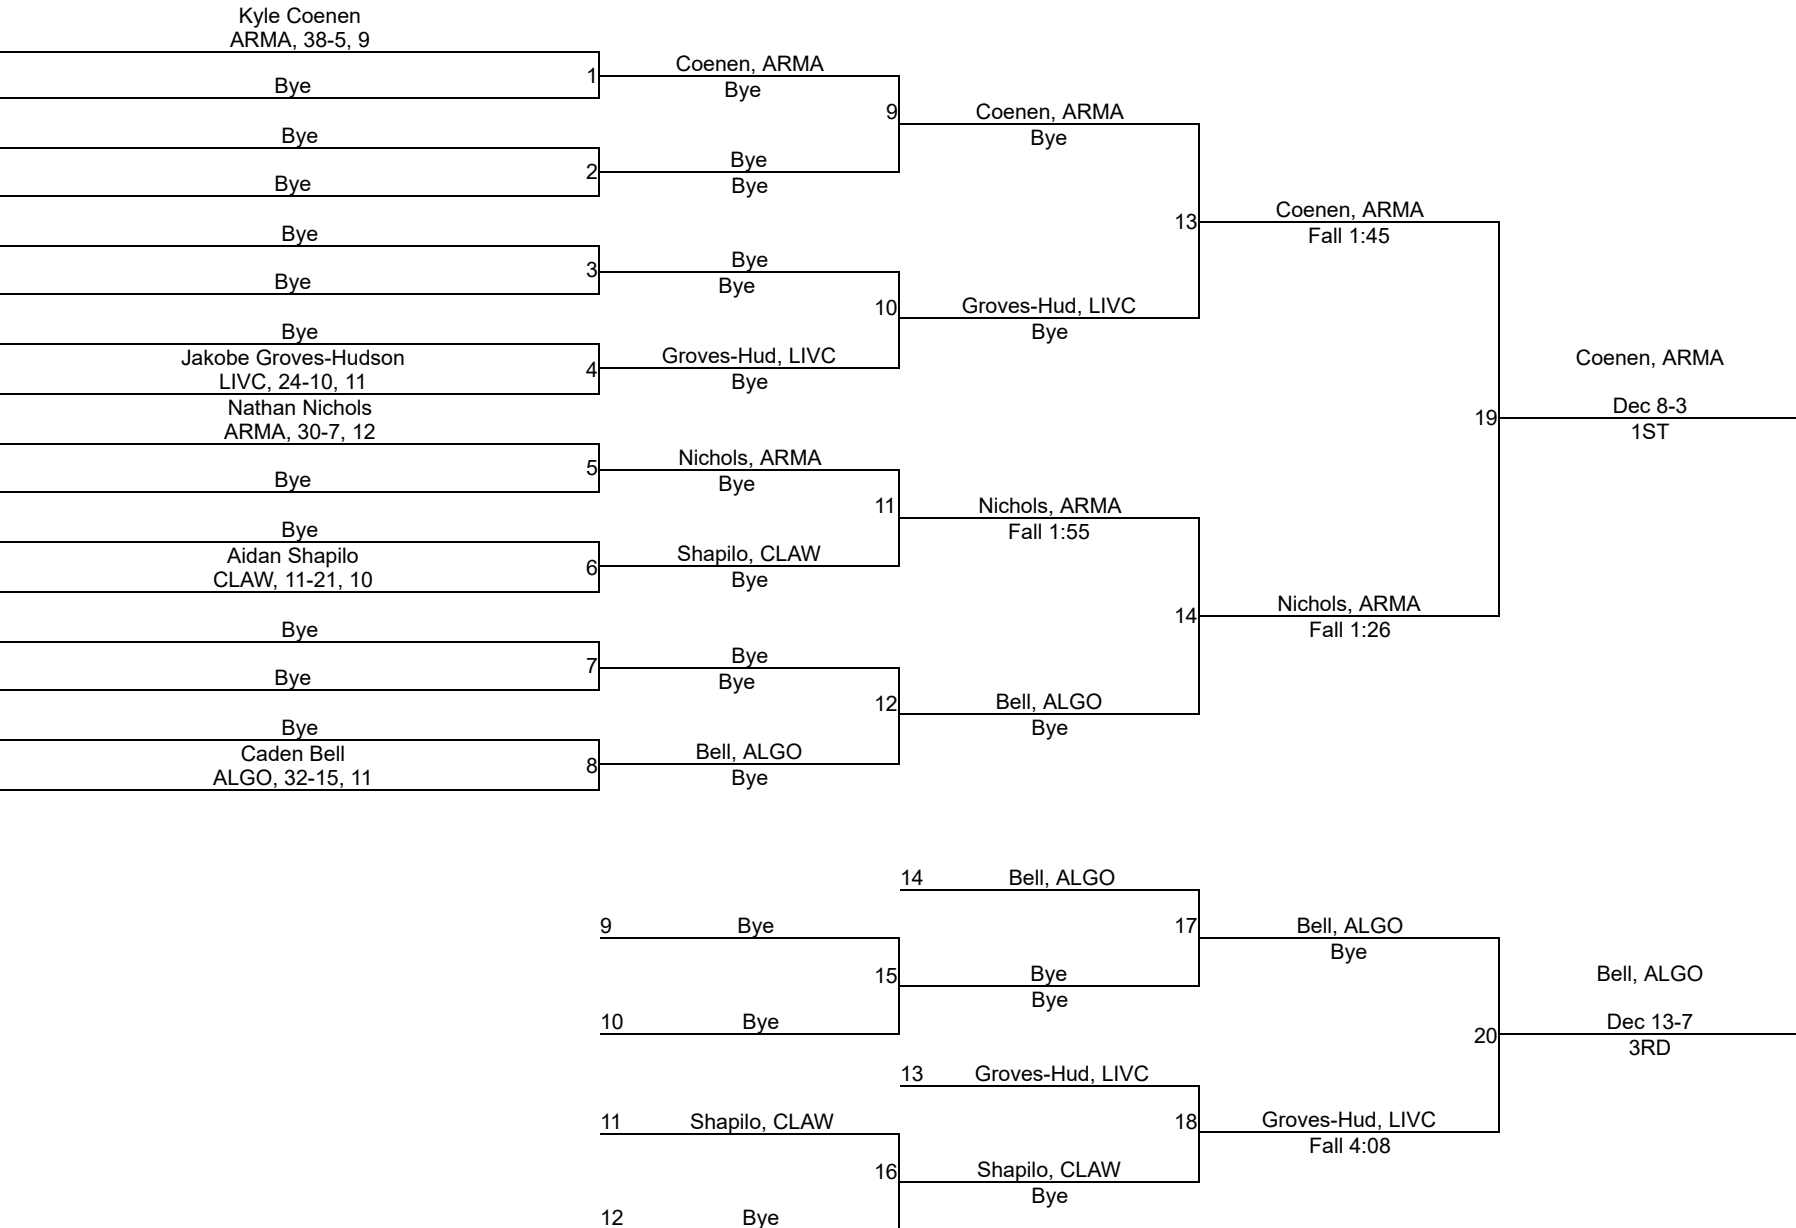 Kyle Coenen
ARMA, 38-5, 9
Bye
1
Bye
Bye
2
Bye
Bye
3
Bye
Jakobe Groves-Hudson
LIVC, 24-10, 11
4
Nathan Nichols
ARMA, 30-7, 12
Bye
5
Bye
Aidan Shapilo
CLAW, 11-21, 10
6
Bye
Bye
7
Bye
Caden Bell
ALGO, 32-15, 11
8
Coenen, ARMA
Bye
9
Bye
Bye
Bye
Bye
10
Groves-Hud, LIVC
Bye
Nichols, ARMA
Bye
11
Shapilo, CLAW
Bye
Bye
Bye
12
Bell, ALGO
Bye
Coenen, ARMA
Bye
13
Groves-Hud, LIVC
Bye
Nichols, ARMA
Fall 1:55
14
Bell, ALGO
Bye
Coenen, ARMA
Fall 1:45
19
Nichols, ARMA
Fall 1:26
Coenen, ARMA
Dec 8-3
1ST
14 Bell, ALGO
9 Bye
17
15
Bye
Bye
10 Bye
13 Groves-Hud, LIVC
11 Shapilo, CLAW
18
16
Shapilo, CLAW
Bye
12 Bye
Bell, ALGO
Bye
20
Groves-Hud, LIVC
Fall 4:08
Bell, ALGO
Dec 13-7
3RD